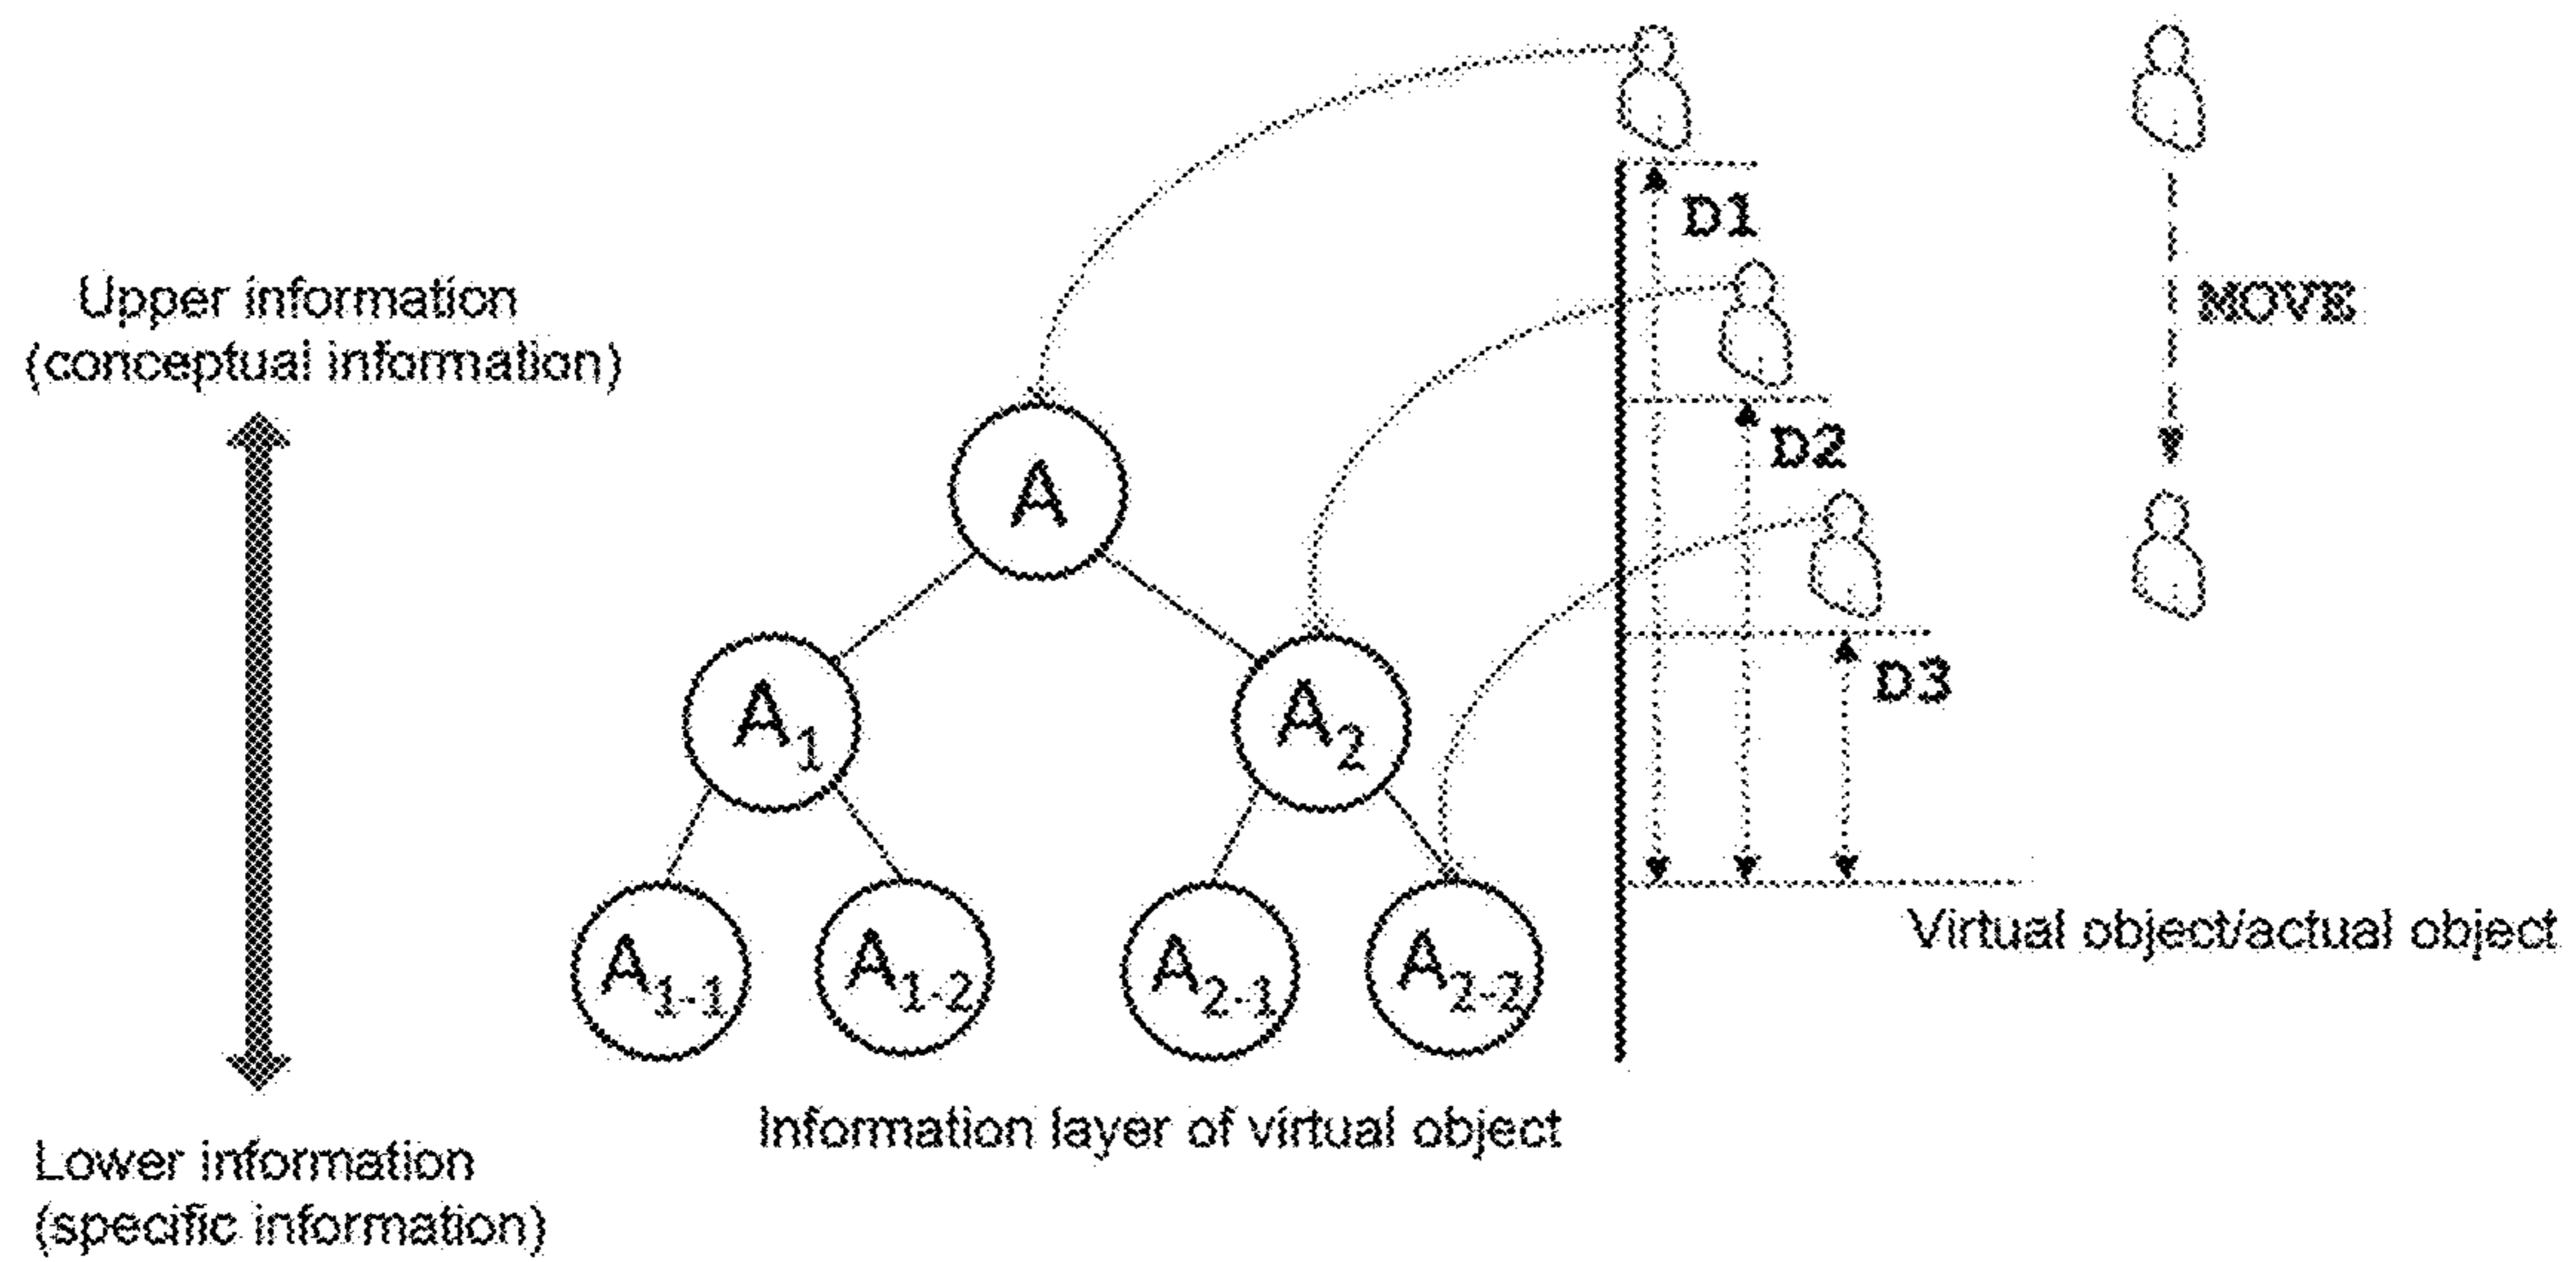 D1
Upper information
(conceptual information)
MOVE
D2
A
D3
A1
A2
Virtual object/actual object
A1-1
A1-2
A2-1
A2-2
Information layer of virtual object
Lower information
(specific information)